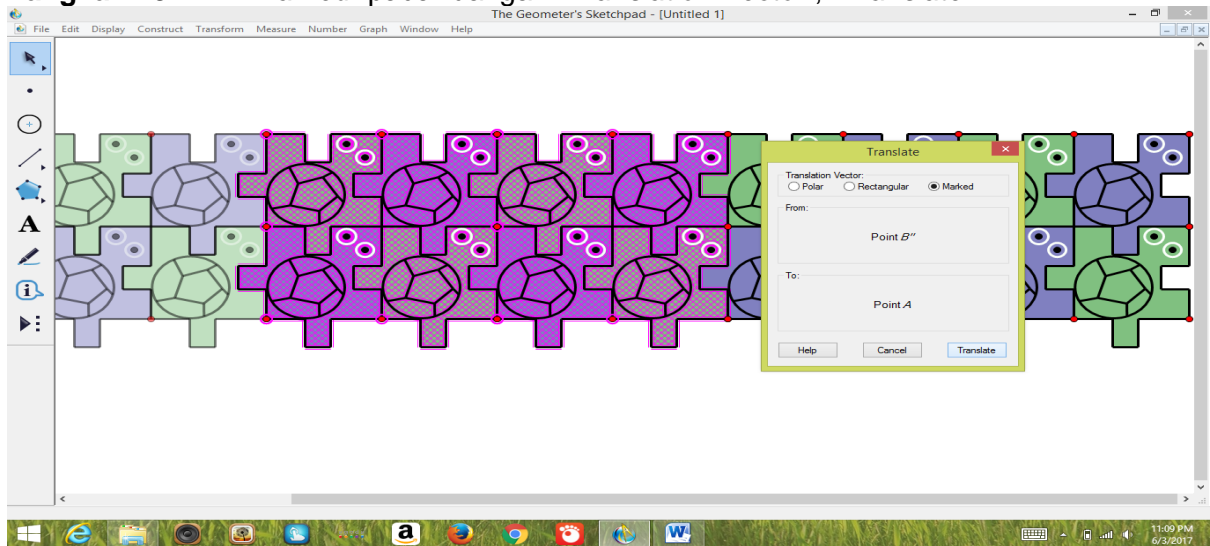 The Geometer's Sketchpad - [Untitled 1]
File Edit Display Construct Transform Measure Number Graph Window Help
A
Translate
Translation Vector:
Polar Rectangular Marked
From:
Point B″
To:
Point A
Help Cancel Translate
a
W
11:09 PM
6/3/2017